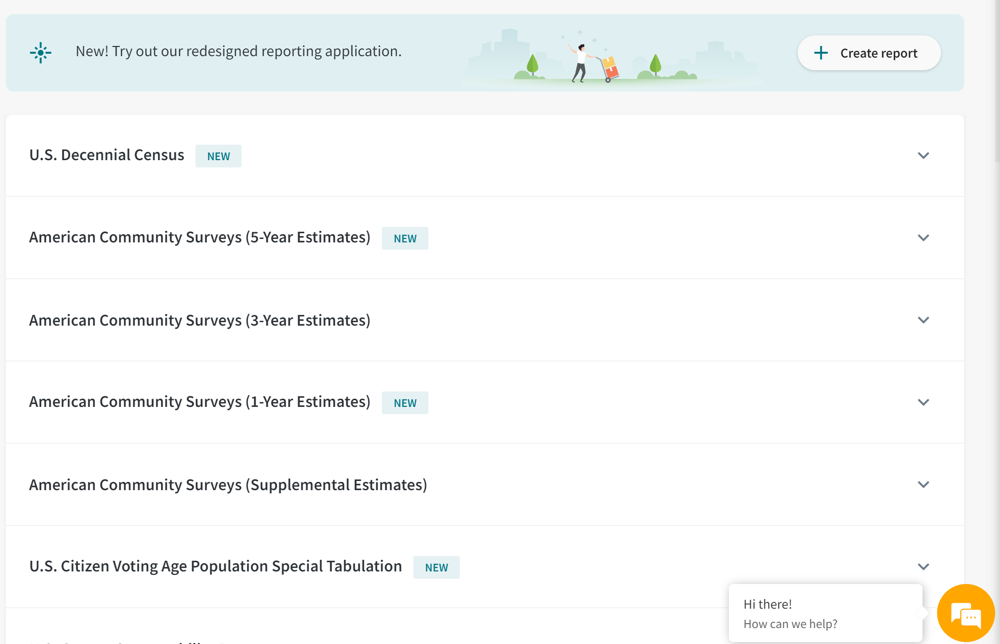 New! Try out our redesigned reporting application.
Create report
U.S. Decennial Census NEW
American Community Surveys (5-Year Estimates) NEW
American Community Surveys (3-Year Estimates)
American Community Surveys (1-Year Estimates) NEW
American Community Surveys (Supplemental Estimates)
U.S. Citizen Voting Age Population Special Tabulation NEW
Hi there!
How can we help?